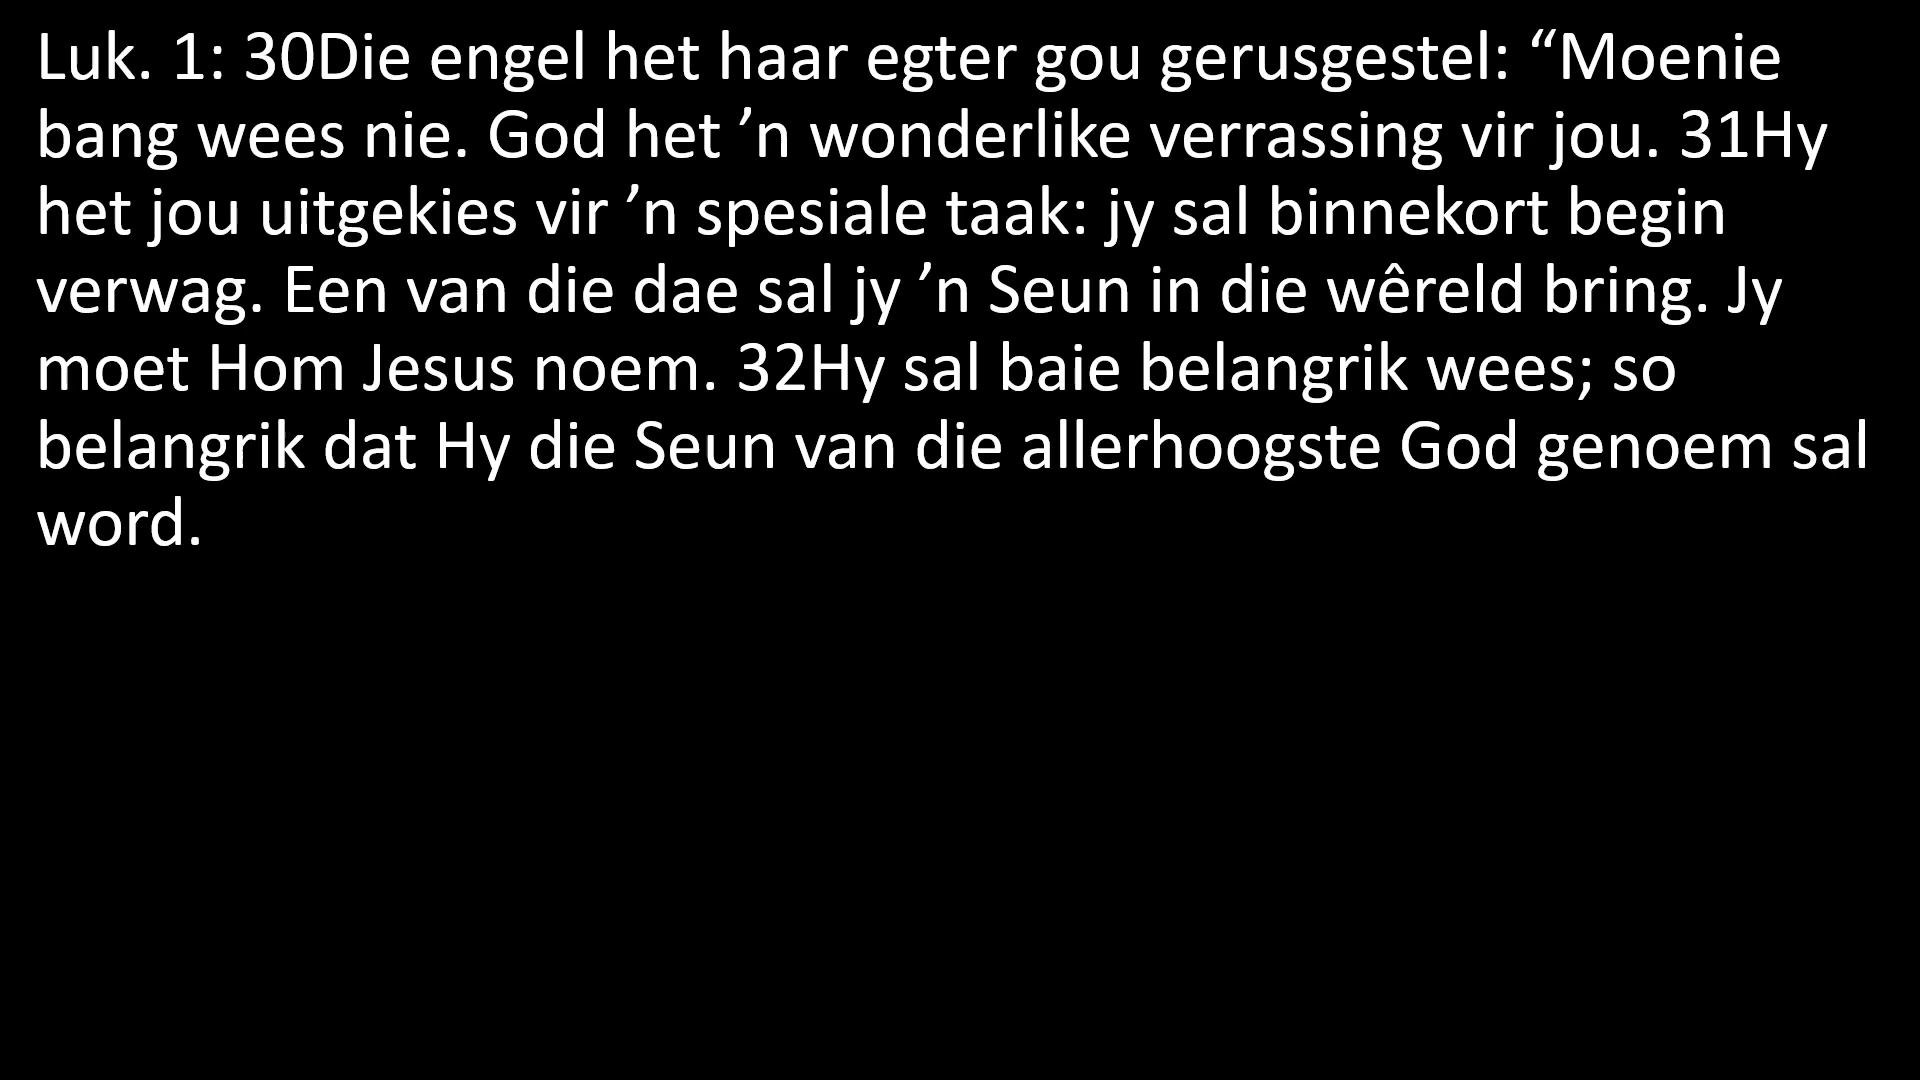 Luk. 1: 30Die engel het haar egter gou gerusgestel: “Moenie
bang wees nie. God het ’n wonderlike verrassing vir jou. 31Hy
het jou uitgekies vir ’n spesiale taak: jy sal binnekort begin
verwag. Een van die dae sal jy ’n Seun in die wêreld bring. Jy
moet Hom Jesus noem. 32Hy sal baie belangrik wees; so
belangrik dat Hy die Seun van die allerhoogste God genoem sal
word.